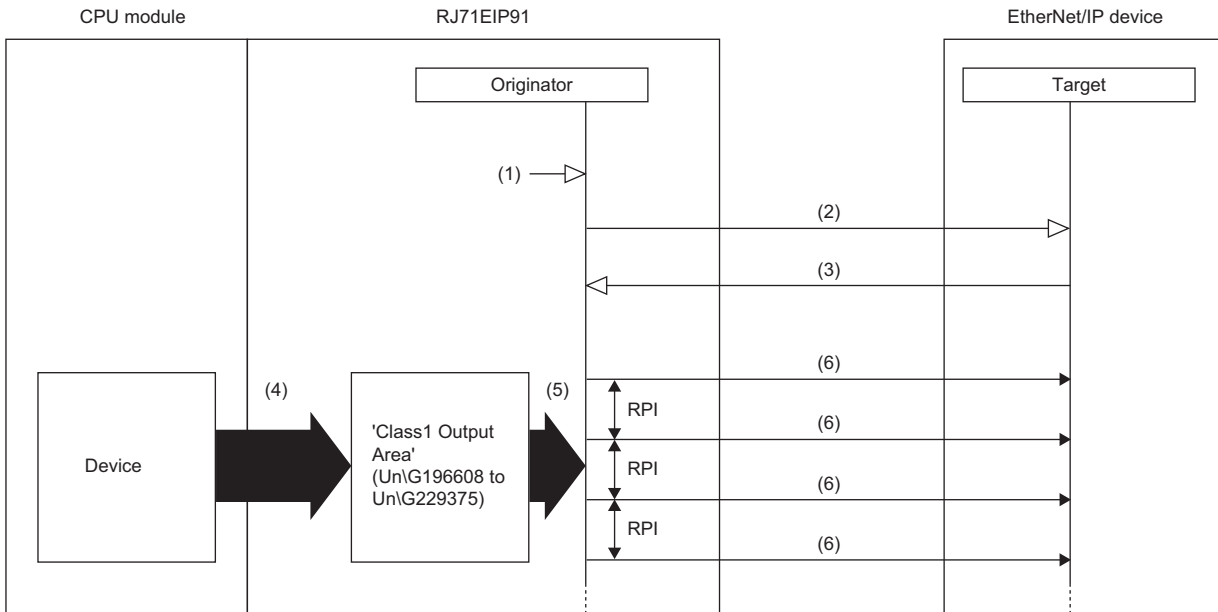 CPU module
RJ71EIP91
EtherNet/IP device
Originator
Target
(1)
(2)
(3)
(4)
(5)
(6)
Device
'Class1 Output
Area'
(Un\G196608 to
Un\G229375)
RPI
(6)
RPI
(6)
RPI
(6)